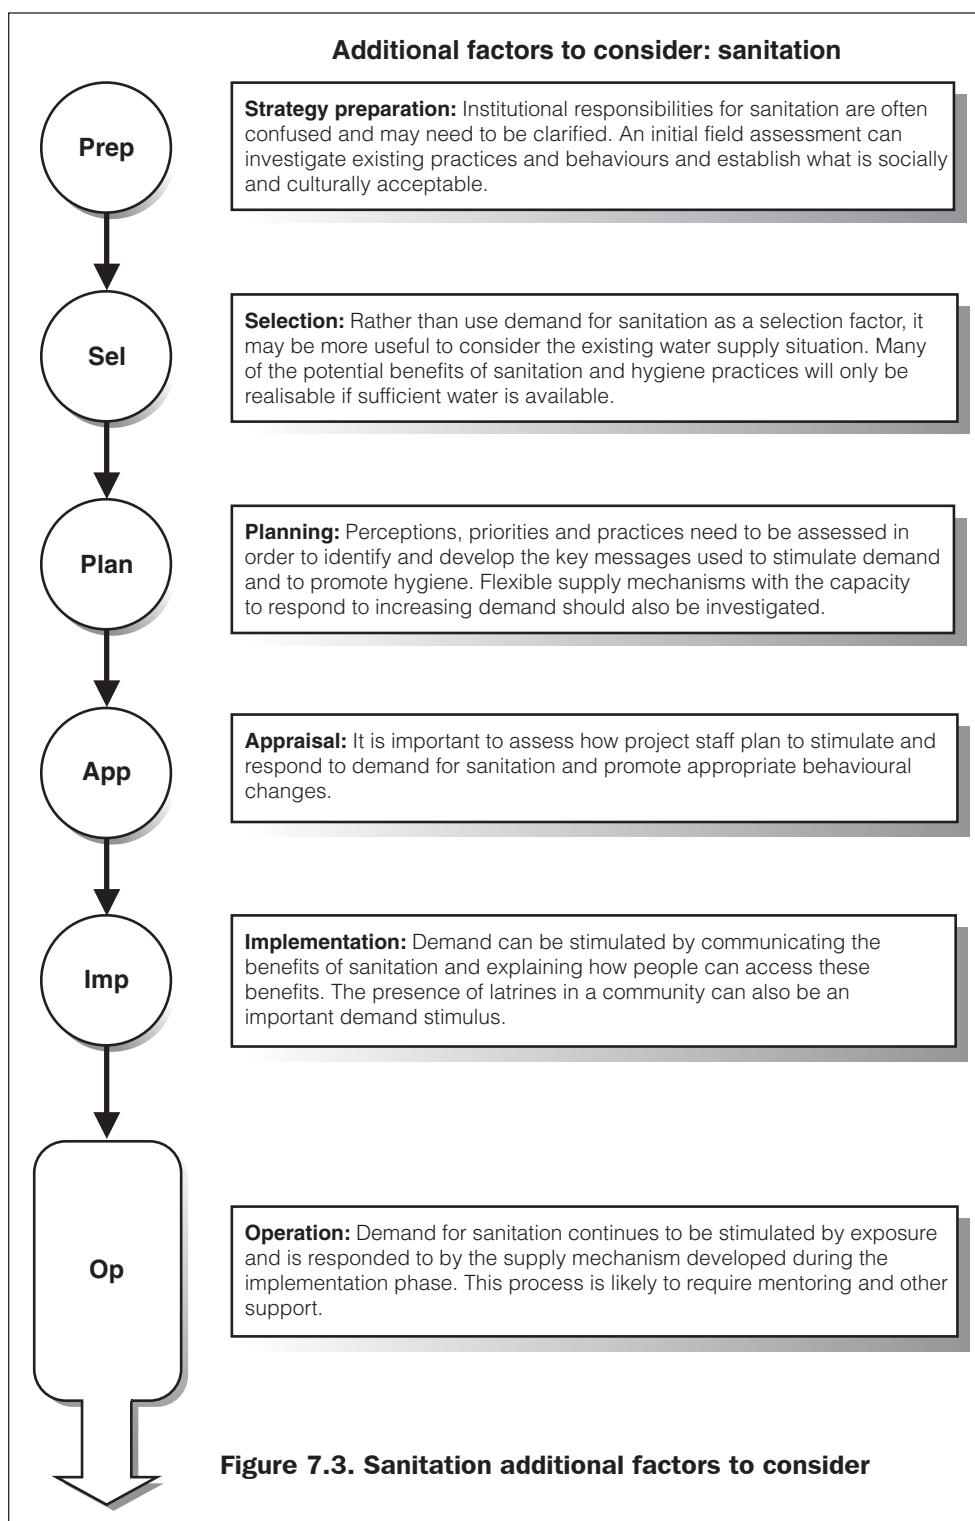 Additional factors to consider: sanitation
Prep
Strategy preparation: Institutional responsibilities for sanitation are often
confused and may need to be clarified. An initial field assessment can
investigate existing practices and behaviours and establish what is socially
and culturally acceptable.
Sel
Selection: Rather than use demand for sanitation as a selection factor, it
may be more useful to consider the existing water supply situation. Many
of the potential benefits of sanitation and hygiene practices will only be
realisable if sufficient water is available.
Plan
Planning: Perceptions, priorities and practices need to be assessed in
order to identify and develop the key messages used to stimulate demand
and to promote hygiene. Flexible supply mechanisms with the capacity
to respond to increasing demand should also be investigated.
App
Appraisal: It is important to assess how project staff plan to stimulate and
respond to demand for sanitation and promote appropriate behavioural
changes.
Imp
Implementation: Demand can be stimulated by communicating the
benefits of sanitation and explaining how people can access these
benefits. The presence of latrines in a community can also be an
important demand stimulus.
Op
Operation: Demand for sanitation continues to be stimulated by exposure
and is responded to by the supply mechanism developed during the
implementation phase. This process is likely to require mentoring and other
support.
Figure 7.3. Sanitation additional factors to consider